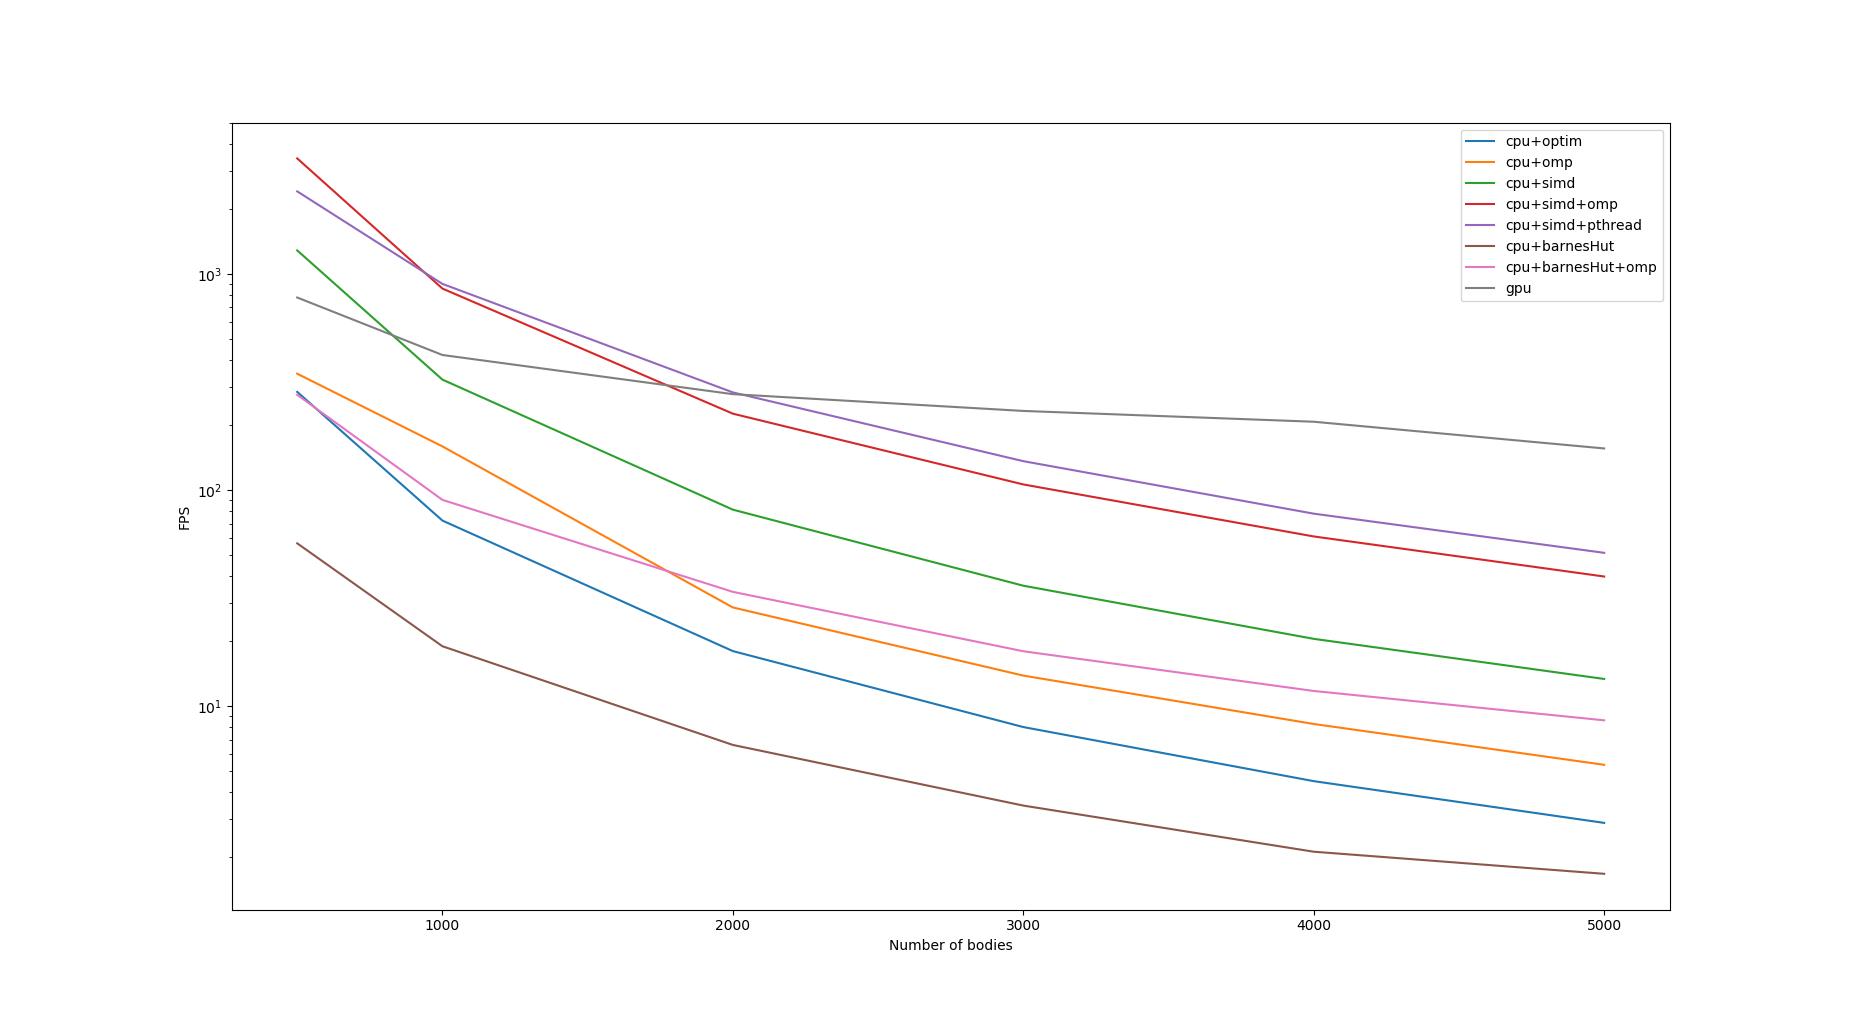 cpu+optim
cpu+omp
cpu+simd
cpu+simd+omp
cpu+simd+pthread
cpu+barnesHut
cpu+barnesHut+omp
gpu
10³
10²
10¹
FPS
1000 2000 3000 4000 5000
Number of bodies